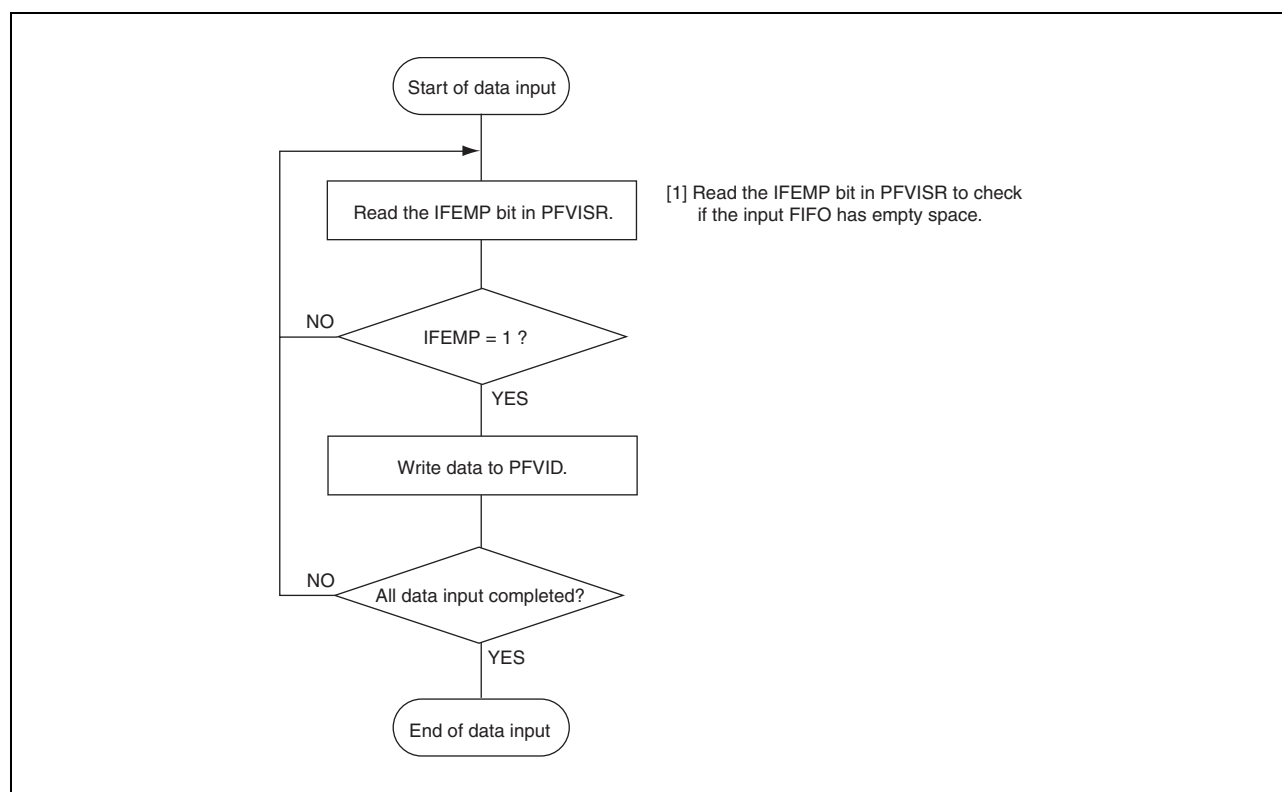 Start of data input
Read the IFEMP bit in PFVISR.
[1] Read the IFEMP bit in PFVISR to check
if the input FIFO has empty space.
NO
IFEMP = 1 ?
YES
Write data to PFVID.
NO
All data input completed?
YES
End of data input